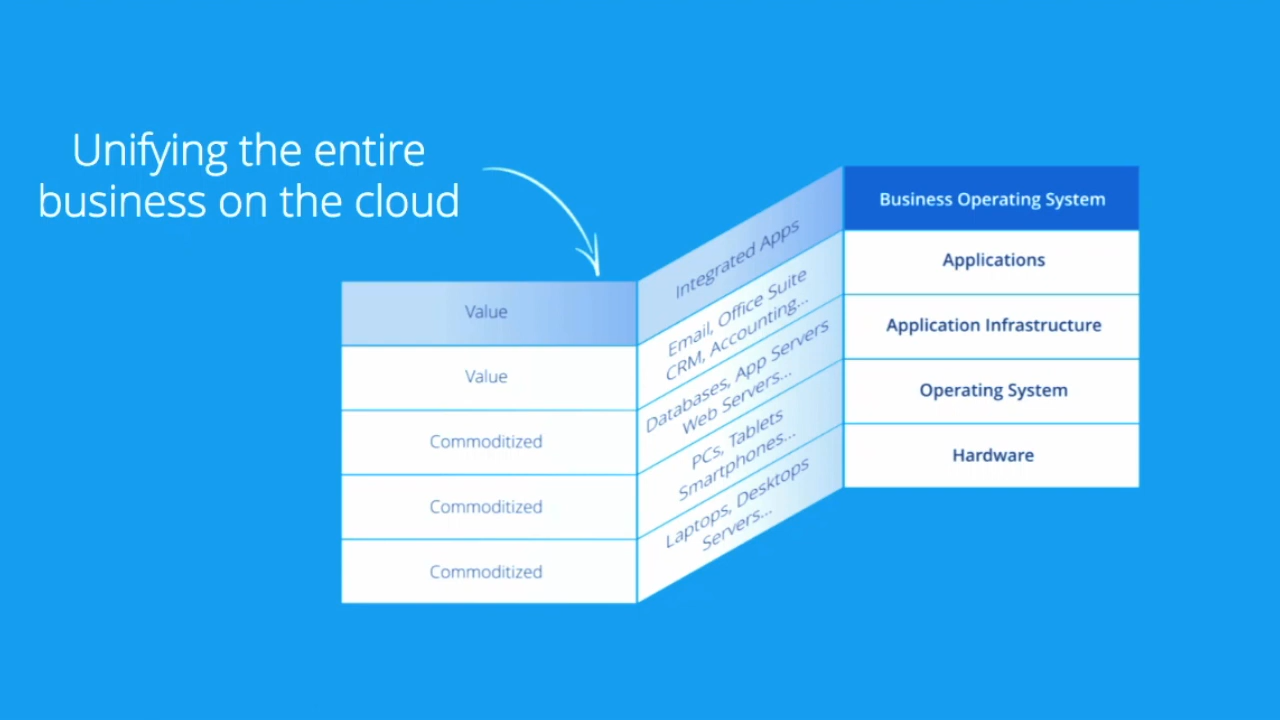 Unifying the entire
business on the cloud
Value
Integrated Apps
Business Operating System
Value
Email, Office Suite
CRM, Accounting...
Applications
Commoditized
Databases, App Servers
Web Servers...
Application Infrastructure
Commoditized
PCs, Tablets
Smartphones...
Operating System
Commoditized
Laptops, Desktops
Servers...
Hardware